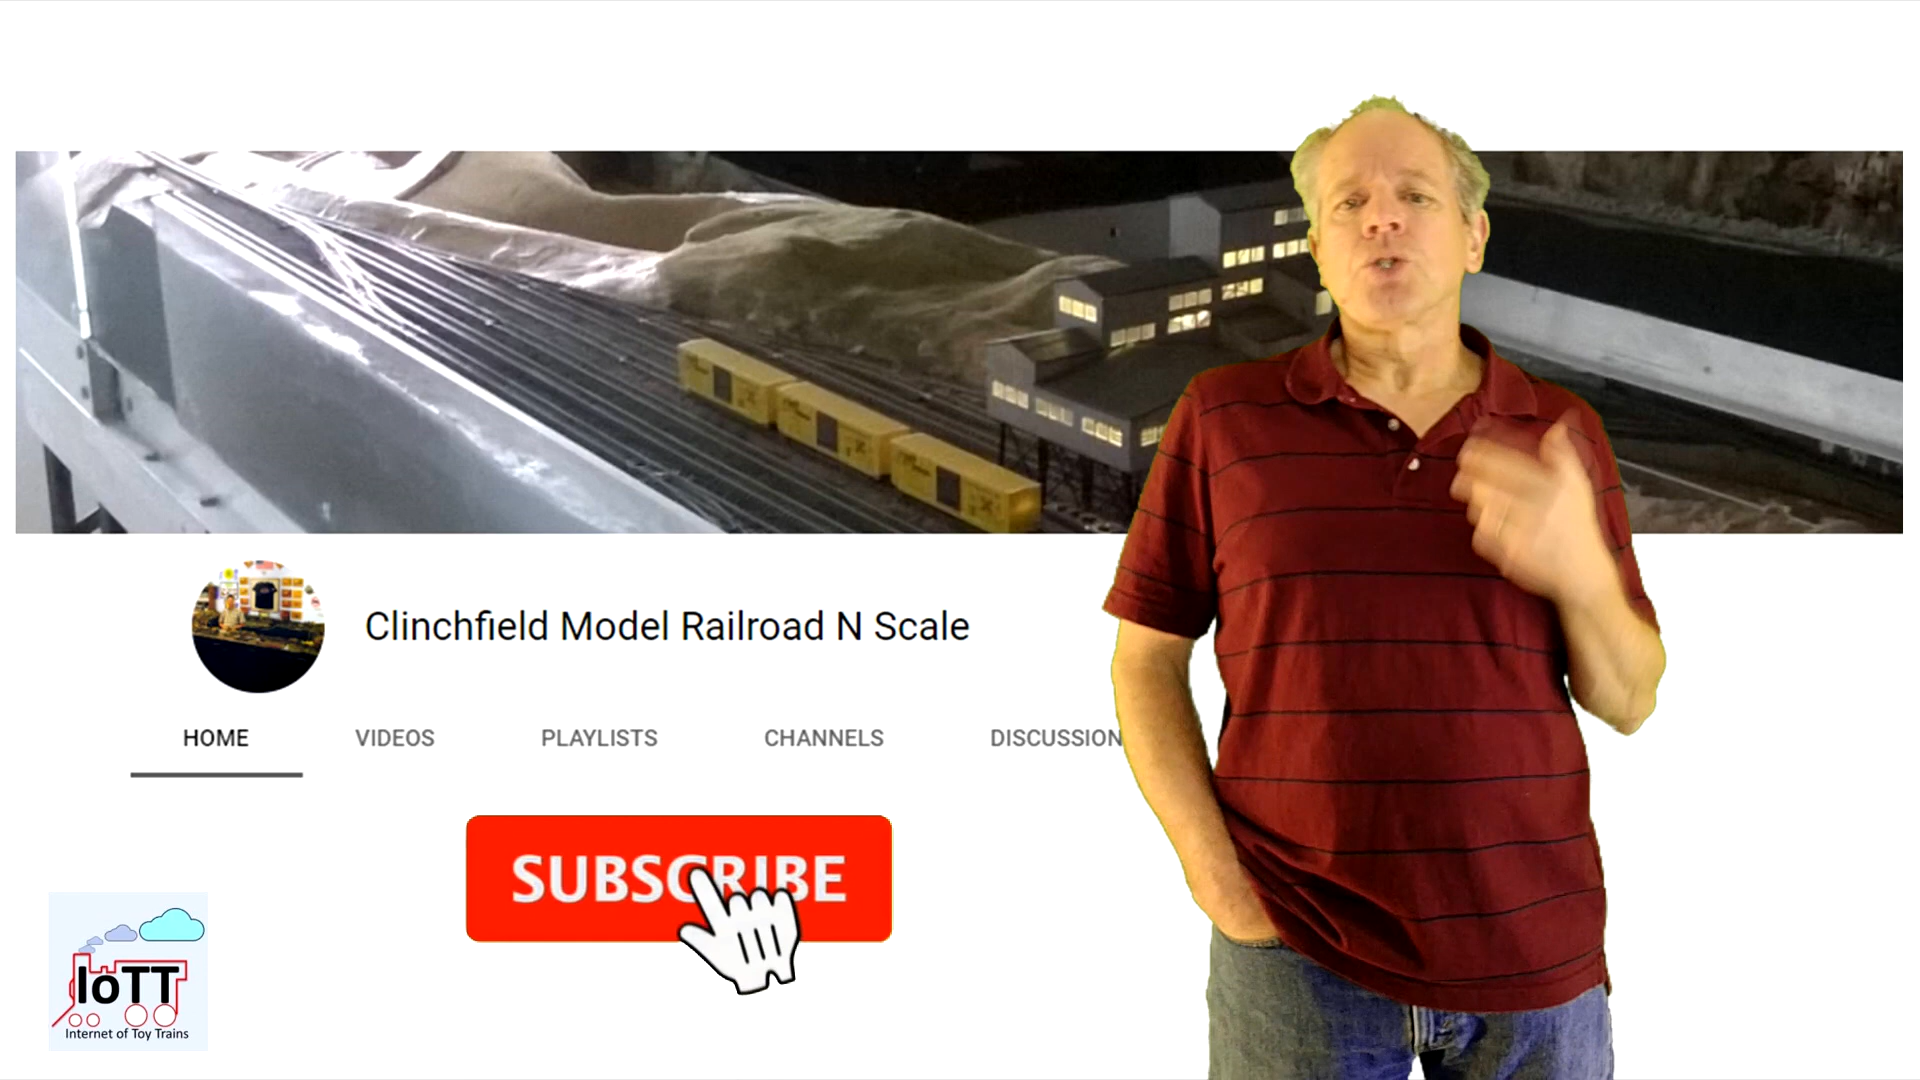 Clinchfield Model Railroad N Scale
HOME VIDEOS PLAYLISTS CHANNELS DISCUSSION
SUBSCRIBE
IoTT
Internet of Toy Trains